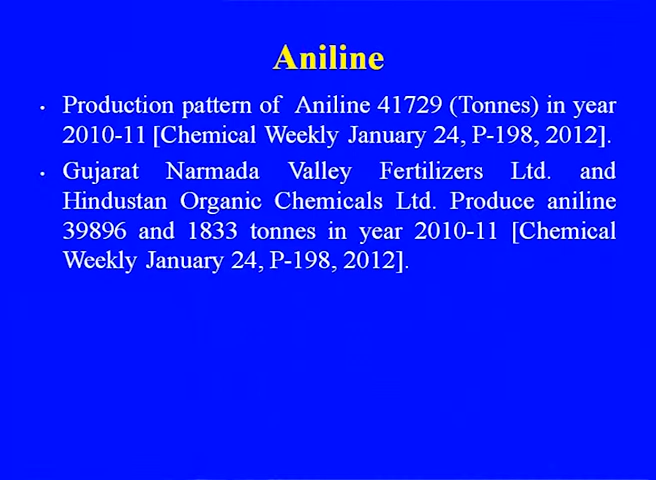 Aniline
• Production pattern of Aniline 41729 (Tonnes) in year
2010-11 [Chemical Weekly January 24, P-198, 2012].
• Gujarat Narmada Valley Fertilizers Ltd. and
Hindustan Organic Chemicals Ltd. Produce aniline
39896 and 1833 tonnes in year 2010-11 [Chemical
Weekly January 24, P-198, 2012].